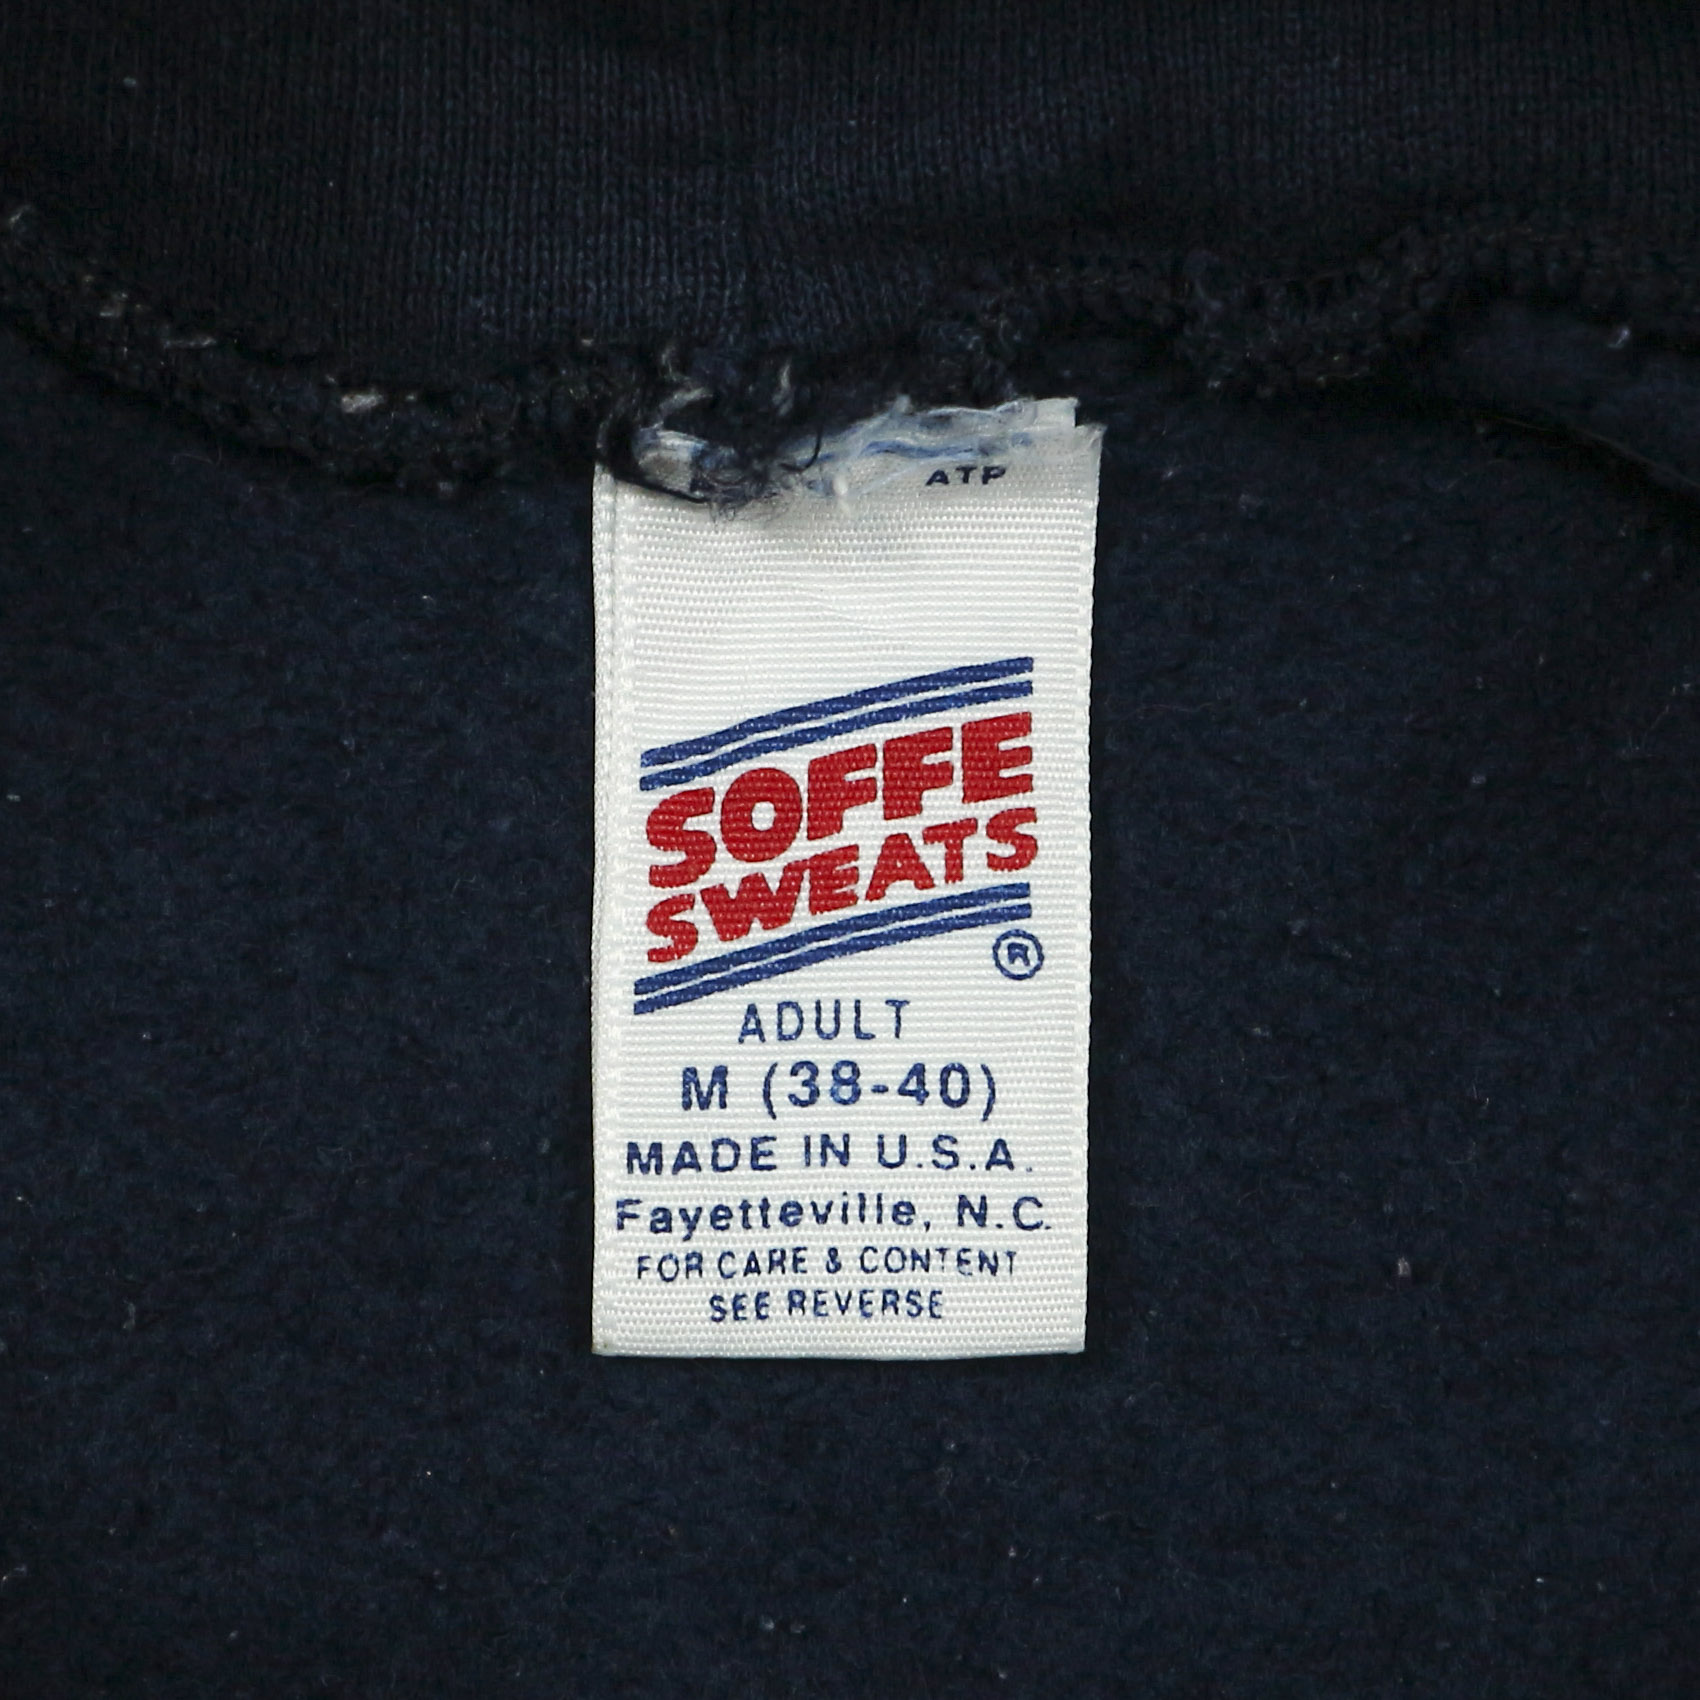 ATP
SOFFE
SWEATS
®
ADULT
M (38-40)
MADE IN U.S.A.
Fayetteville, N.C.
FOR CARE & CONTENT
SEE REVERSE